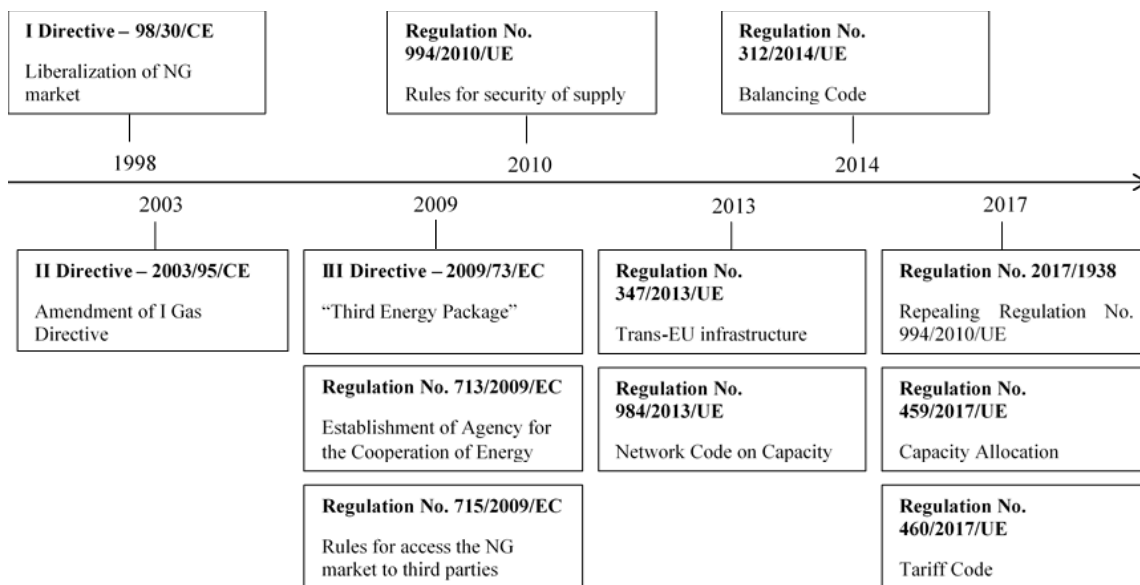 I Directive – 98/30/CE
Liberalization of NG
market
Regulation No.
994/2010/UE
Rules for security of supply
Regulation No.
312/2014/UE
Balancing Code
1998
2010
2014
2003
2009
2013
2017
II Directive – 2003/95/CE
Amendment of I Gas
Directive
III Directive – 2009/73/EC
“Third Energy Package”
Regulation No.
347/2013/UE
Trans-EU infrastructure
Regulation No. 2017/1938
Repealing Regulation No.
994/2010/UE
Regulation No. 713/2009/EC
Establishment of Agency for
the Cooperation of Energy
Regulation No.
984/2013/UE
Network Code on Capacity
Regulation No.
459/2017/UE
Capacity Allocation
Regulation No. 715/2009/EC
Rules for access the NG
market to third parties
Regulation No.
460/2017/UE
Tariff Code